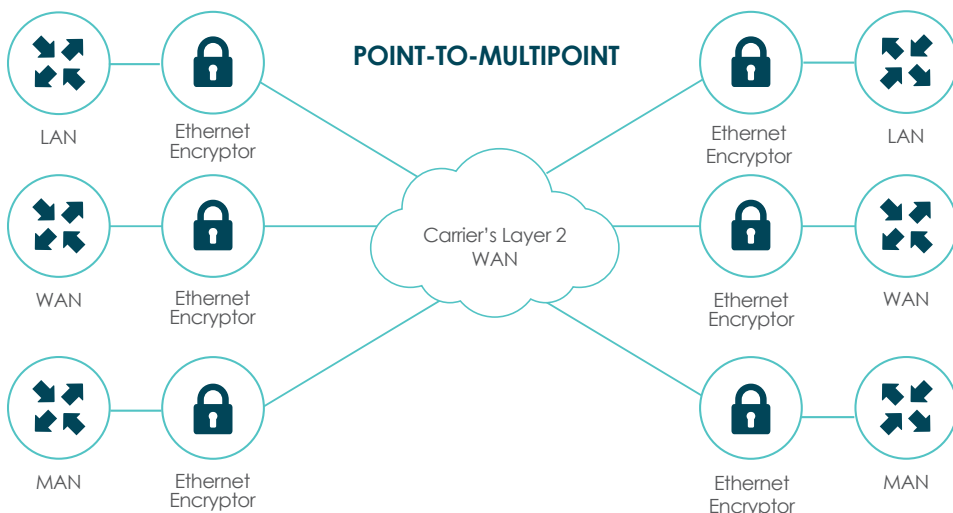 POINT-TO-MULTIPOINT
LAN
Ethernet
Encryptor
Ethernet
Encryptor
LAN
Carrier's Layer 2
WAN
WAN
Ethernet
Encryptor
Ethernet
Encryptor
WAN
MAN
Ethernet
Encryptor
Ethernet
Encryptor
MAN